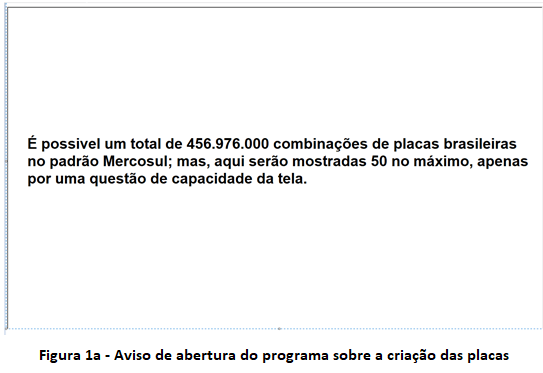 É possivel um total de 456.976.000 combinações de placas brasileiras
no padrão Mercosul; mas, aqui serão mostradas 50 no máximo, apenas
por uma questão de capacidade da tela.
Figura 1a - Aviso de abertura do programa sobre a criação das placas